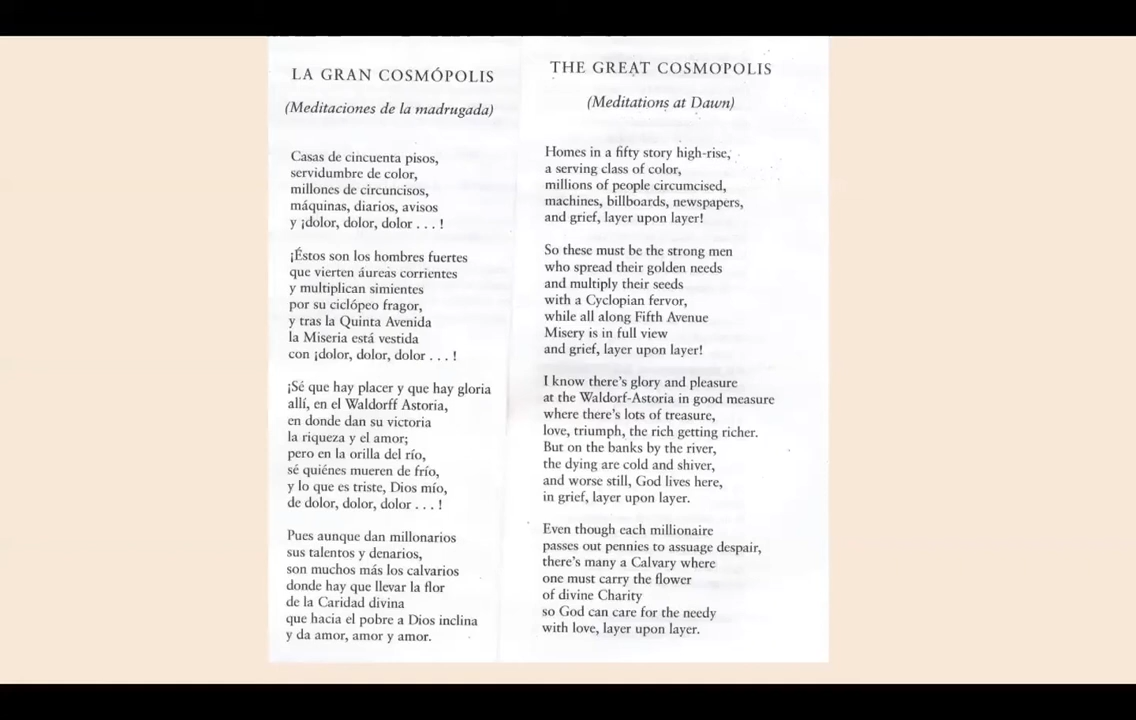 LA GRAN COSMÓPOLIS
(Meditaciones de la madrugada)
Casas de cincuenta pisos,
servidumbre de color,
millones de circuncisos,
máquinas, diarios, avisos
y ¡dolor, dolor, dolor . . . !
¡Éstos son los hombres fuertes
que vierten áureas corrientes
y multiplican simientes
por su ciclópeo fragor,
y tras la Quinta Avenida
la Miseria está vestida
con ¡dolor, dolor, dolor . . . !
¡Sé que hay placer y que hay gloria
allí, en el Waldorff Astoria,
en donde dan su victoria
la riqueza y el amor;
pero en la orilla del río,
sé quiénes mueren de frío,
y lo que es triste, Dios mío,
de dolor, dolor, dolor . . . !
Pues aunque dan millonarios
sus talentos y denarios,
son muchos más los calvarios
donde hay que llevar la flor
de la Caridad divina
que hacia el pobre a Dios inclina
y da amor, amor y amor.
THE GREAT COSMOPOLIS
(Meditations at Dawn)
Homes in a fifty story high-rise,
a serving class of color,
millions of people circumcised,
machines, billboards, newspapers,
and grief, layer upon layer!
So these must be the strong men
who spread their golden needs
and multiply their seeds
with a Cyclopian fervor,
while all along Fifth Avenue
Misery is in full view
and grief, layer upon layer!
I know there's glory and pleasure
at the Waldorf-Astoria in good measure
where there's lots of treasure,
love, triumph, the rich getting richer.
But on the banks by the river,
the dying are cold and shiver,
and worse still, God lives here,
in grief, layer upon layer.
Even though each millionaire
passes out pennies to assuage despair,
there's many a Calvary where
one must carry the flower
of divine Charity
so God can care for the needy
with love, layer upon layer.